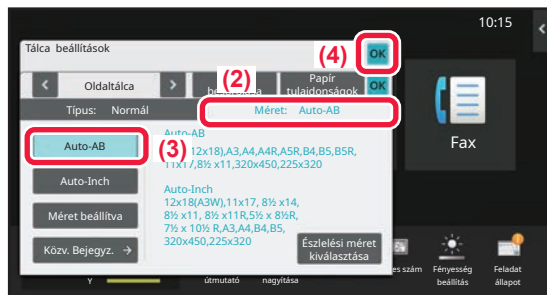 10:15
Tálca beállítások
(4)
OK
Oldaltálca
(2)
Papír
tulajdonságok
OK
Típus: Normál
Méret: Auto-AB
Auto-AB
(3)
Auto-AB
12x18),A3,A4,A4R,A5R,B4,B5,B5R,
11x17,8½ x11,320x450,225x320
Auto-Inch
Auto-Inch
12x18(A3W),11x17, 8½ x14,
8½ x11, 8½ x11R,5½ x 8½R,
7½ x 10½ R,A3,A4,B4,B5,
320x450,225x320
Méret beállítva
Közv. Bejegyz. →
Észlelési méret
kiválasztása
Fax
Y
útmutató
nagyítása
es szám
Fényesség
beállítás
Feladat
állapot